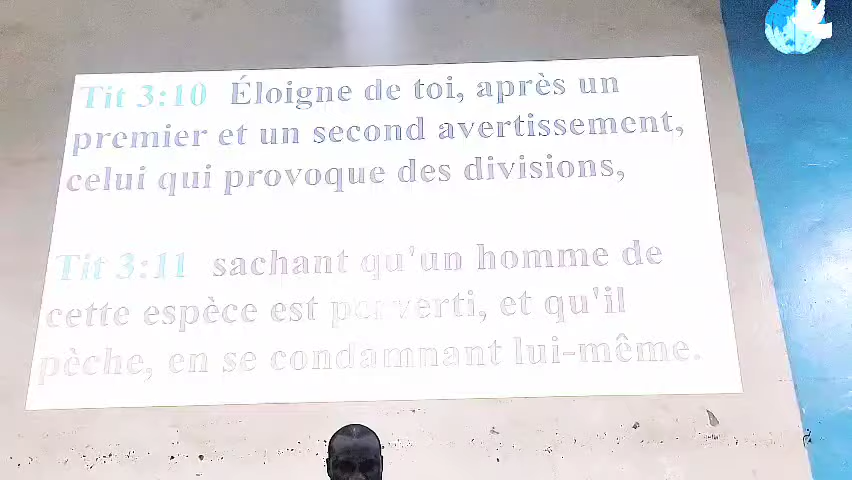 Tit 3:10 Éloigne de toi, après un
premier et un second avertissement,
celui qui provoque des divisions,
Tit 3:11 sachant qu'un homme de
cette espèce est perverti, et qu'il
pèche, en se condamnant lui-même.